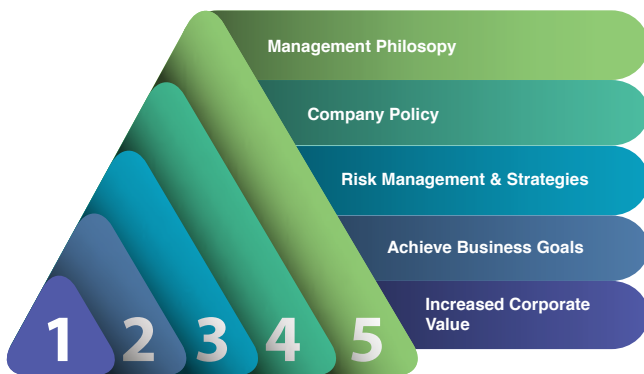 Management Philosopy
Company Policy
Risk Management & Strategies
Achieve Business Goals
Increased Corporate
Value
1 2 3 4 5